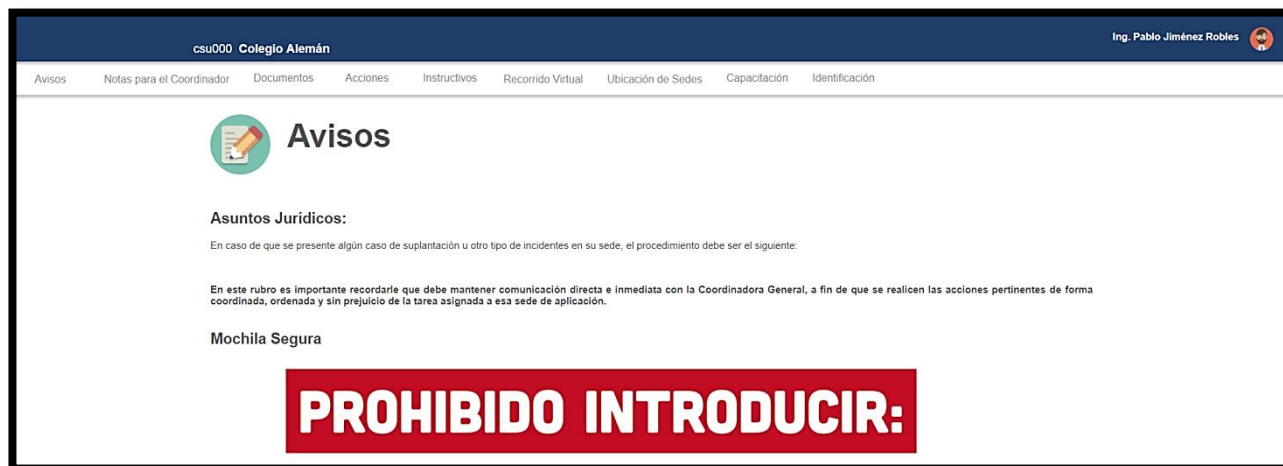 Ing. Pablo Jiménez Robles
csu000 Colegio Alemán
Avisos Notas para el Coordinador Documentos Acciones Instructivos Recorrido Virtual Ubicación de Sedes Capacitación Identificación
Avisos
Asuntos Jurídicos:
En caso de que se presente algún caso de suplantación u otro tipo de incidentes en su sede, el procedimiento debe ser el siguiente:
En este rubro es importante recordarle que debe mantener comunicación directa e inmediata con la Coordinadora General, a fin de que se realicen las acciones pertinentes de forma
coordinada, ordenada y sin prejuicio de la tarea asignada a esa sede de aplicación.
Mochila Segura
PROHIBIDO INTRODUCIR: